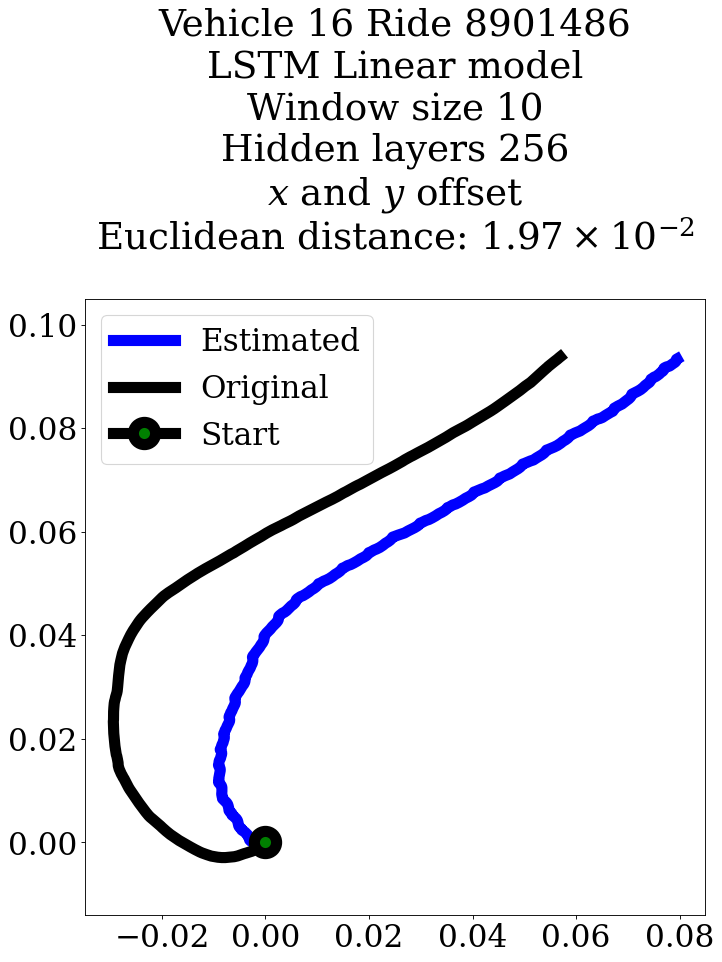 Vehicle 16 Ride 8901486
LSTM Linear model
Window size 10
Hidden layers 256
x and y offset
Euclidean distance: 1.97 × 10⁻²
Estimated
Original
Start
0.10
0.08
0.06
0.04
0.02
0.00
−0.02 0.00 0.02 0.04 0.06 0.08